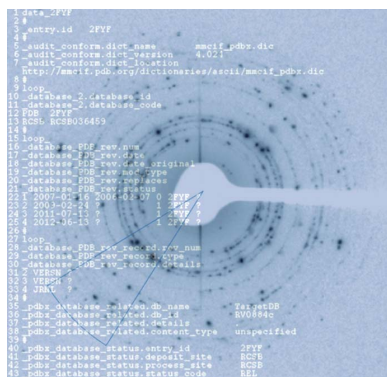 1 data_2FYF
2 #
3 _entry.id 2FYF
4 #
5 _audit_conform.dict_name mmcif_pdbx.dic
6 _audit_conform.dict_version 4.021
7 _audit_conform.dict_location
http://mmcif.pdb.org/dictionaries/ascii/mmcif_pdbx.dic
8 #
9 loop_
10 _database_2.database_id
11 _database_2.database_code
12 PDB 2FYF
13 RCSB RCSB036459
14 #
15 loop_
16 _database_PDB_rev.num
17 _database_PDB_rev.date
18 _database_PDB_rev.date_original
19 _database_PDB_rev.mod_type
20 _database_PDB_rev.replaces
21 _database_PDB_rev.status
22 1 2007-01-16 2006-02-07 0 2FYF ?
23 2 2009-02-24 ? 1 2FYF ?
24 3 2011-07-13 ? 1 2FYF ?
25 4 2012-06-13 ? 1 2FYF ?
26 #
27 loop_
28 _database_PDB_rev_record.rev_num
29 _database_PDB_rev_record.type
30 _database_PDB_rev_record.details
31 2 VERSN ?
32 3 VERSN ?
33 4 JRNL ?
34 #
35 _pdbx_database_related.db_name TargetDB
36 _pdbx_database_related.db_id RV0884c
37 _pdbx_database_related.details .
38 _pdbx_database_related.content_type unspecified
39 #
40 _pdbx_database_status.entry_id 2FYF
41 _pdbx_database_status.deposit_site RCSB
42 _pdbx_database_status.process_site RCSB
43 _pdbx_database_status.status_code REL